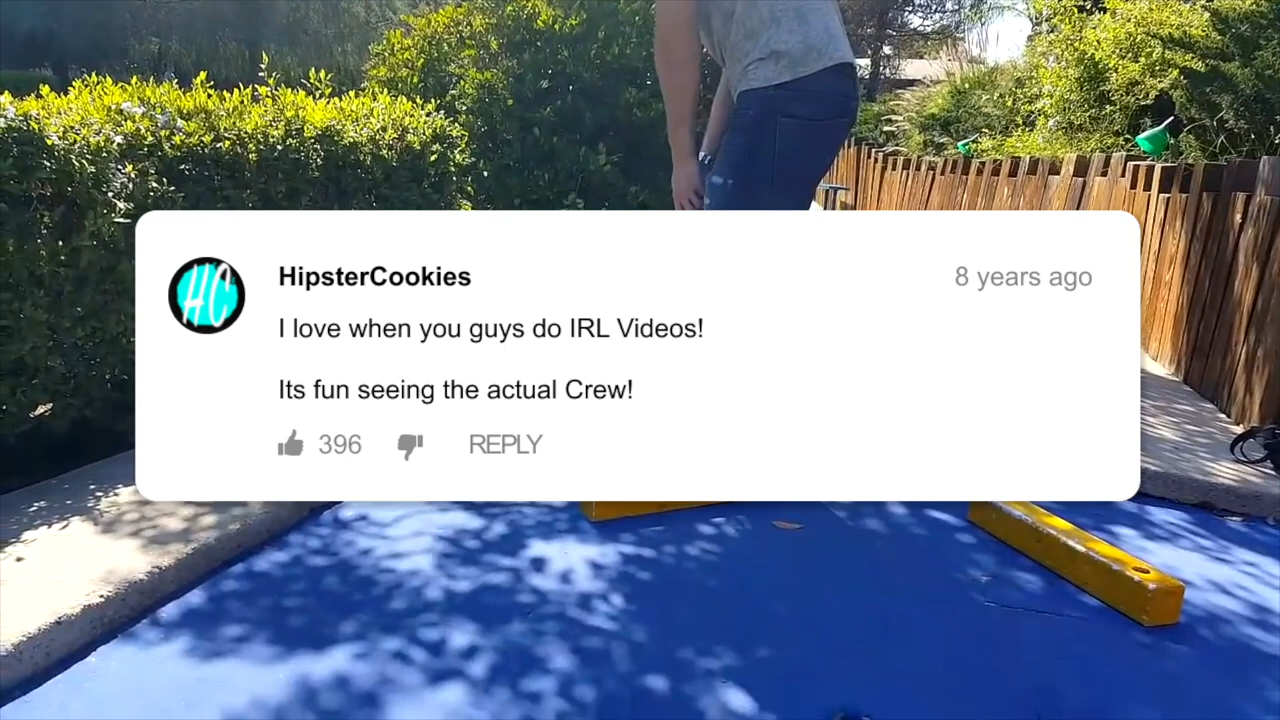 HC
HipsterCookies
8 years ago
I love when you guys do IRL Videos!
Its fun seeing the actual Crew!
396
REPLY